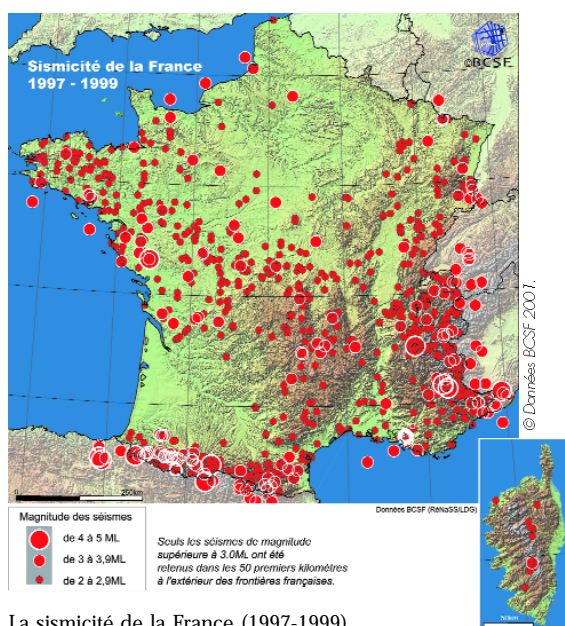 Sismicité de la France
1997 - 1999
©BCSF
© Données BCSF 2001.
250km
Données BCSF (RéNaSS/LDG)
Magnitude des séismes
de 4 à 5 ML
de 3 à 3,9ML
de 2 à 2,9ML
Seuls les séismes de magnitude
supérieure à 3.0ML ont été
retenus dans les 50 premiers kilomètres
à l'extérieur des frontières françaises.
50km
La sismicité de la France (1997-1999)